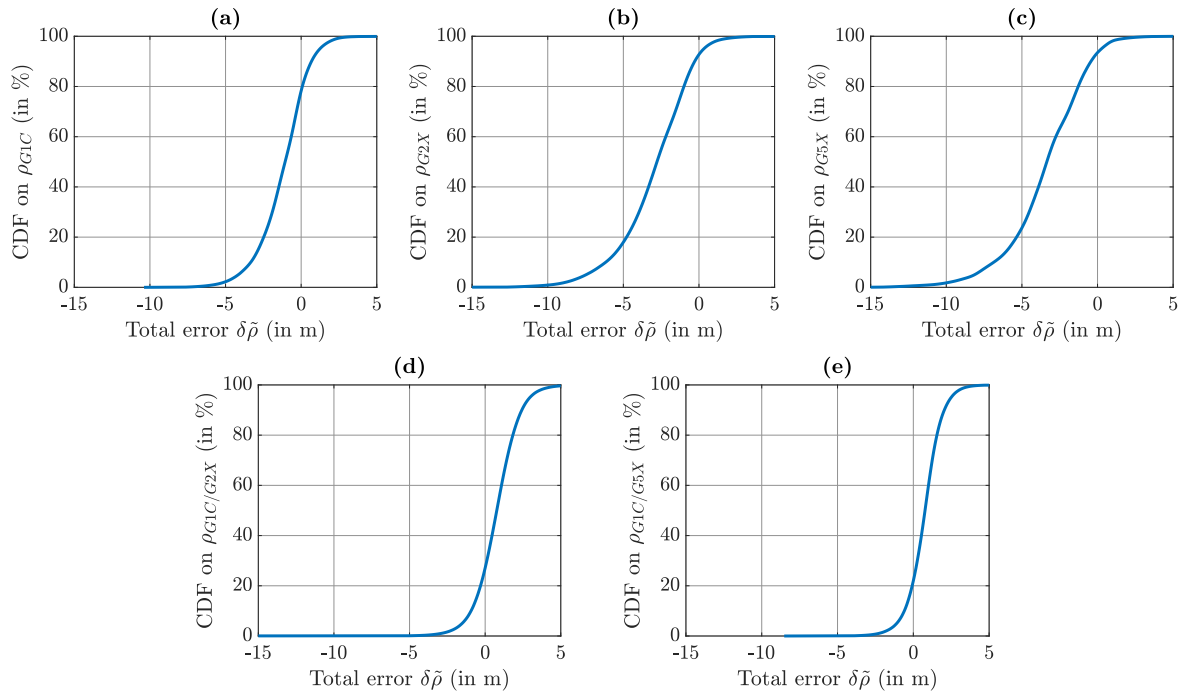 (a)
CDF on ρG1C (in %)
100
80
60
40
20
0
-15 -10 -5 0 5
Total error δρ̃ (in m)
(b)
CDF on ρG2X (in %)
100
80
60
40
20
0
-15 -10 -5 0 5
Total error δρ̃ (in m)
(c)
CDF on ρG5X (in %)
100
80
60
40
20
0
-15 -10 -5 0 5
Total error δρ̃ (in m)
(d)
CDF on ρG1C/G2X (in %)
100
80
60
40
20
0
-15 -10 -5 0 5
Total error δρ̃ (in m)
(e)
CDF on ρG1C/G5X (in %)
100
80
60
40
20
0
-15 -10 -5 0 5
Total error δρ̃ (in m)